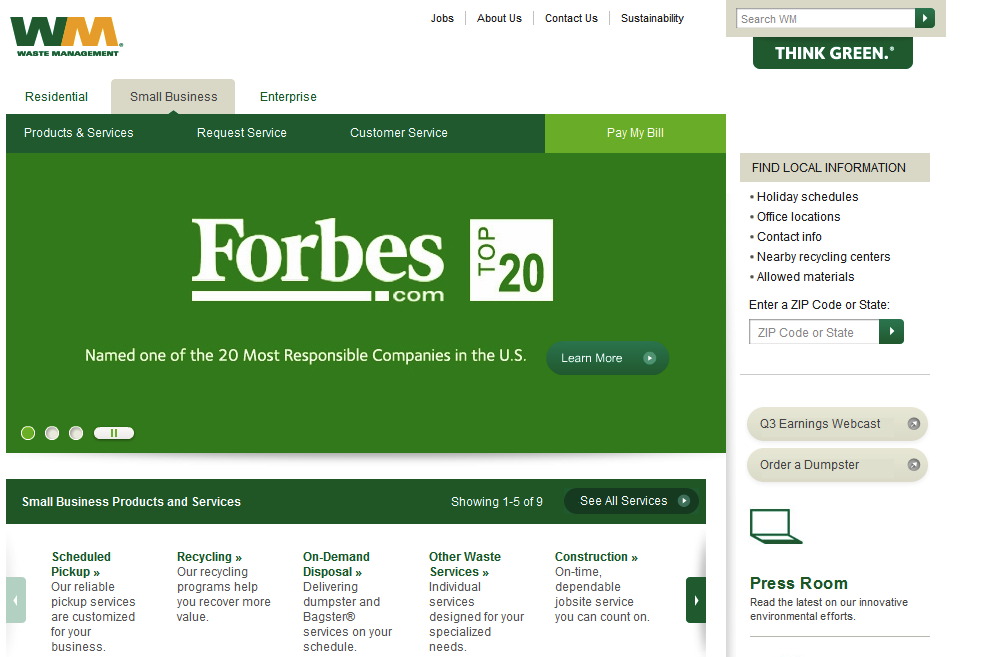 WM
WASTE MANAGEMENT
Jobs
About Us
Contact Us
Sustainability
Search WM
THINK GREEN.®
Residential
Small Business
Enterprise
Products & Services
Request Service
Customer Service
Pay My Bill
Forbes
.com
TOP
20
Named one of the 20 Most Responsible Companies in the U.S.
Learn More
FIND LOCAL INFORMATION
• Holiday schedules
• Office locations
• Contact info
• Nearby recycling centers
• Allowed materials
Enter a ZIP Code or State:
ZIP Code or State
Q3 Earnings Webcast
Order a Dumpster
Press Room
Read the latest on our innovative
environmental efforts.
Small Business Products and Services
Showing 1-5 of 9
See All Services
Scheduled
Pickup »
Our reliable
pickup services
are customized
for your
business.
Recycling »
Our recycling
programs help
you recover more
value.
On-Demand
Disposal »
Delivering
dumpster and
Bagster®
services on your
schedule.
Other Waste
Services »
Individual
services
designed for your
specialized
needs.
Construction »
On-time,
dependable
jobsite service
you can count on.